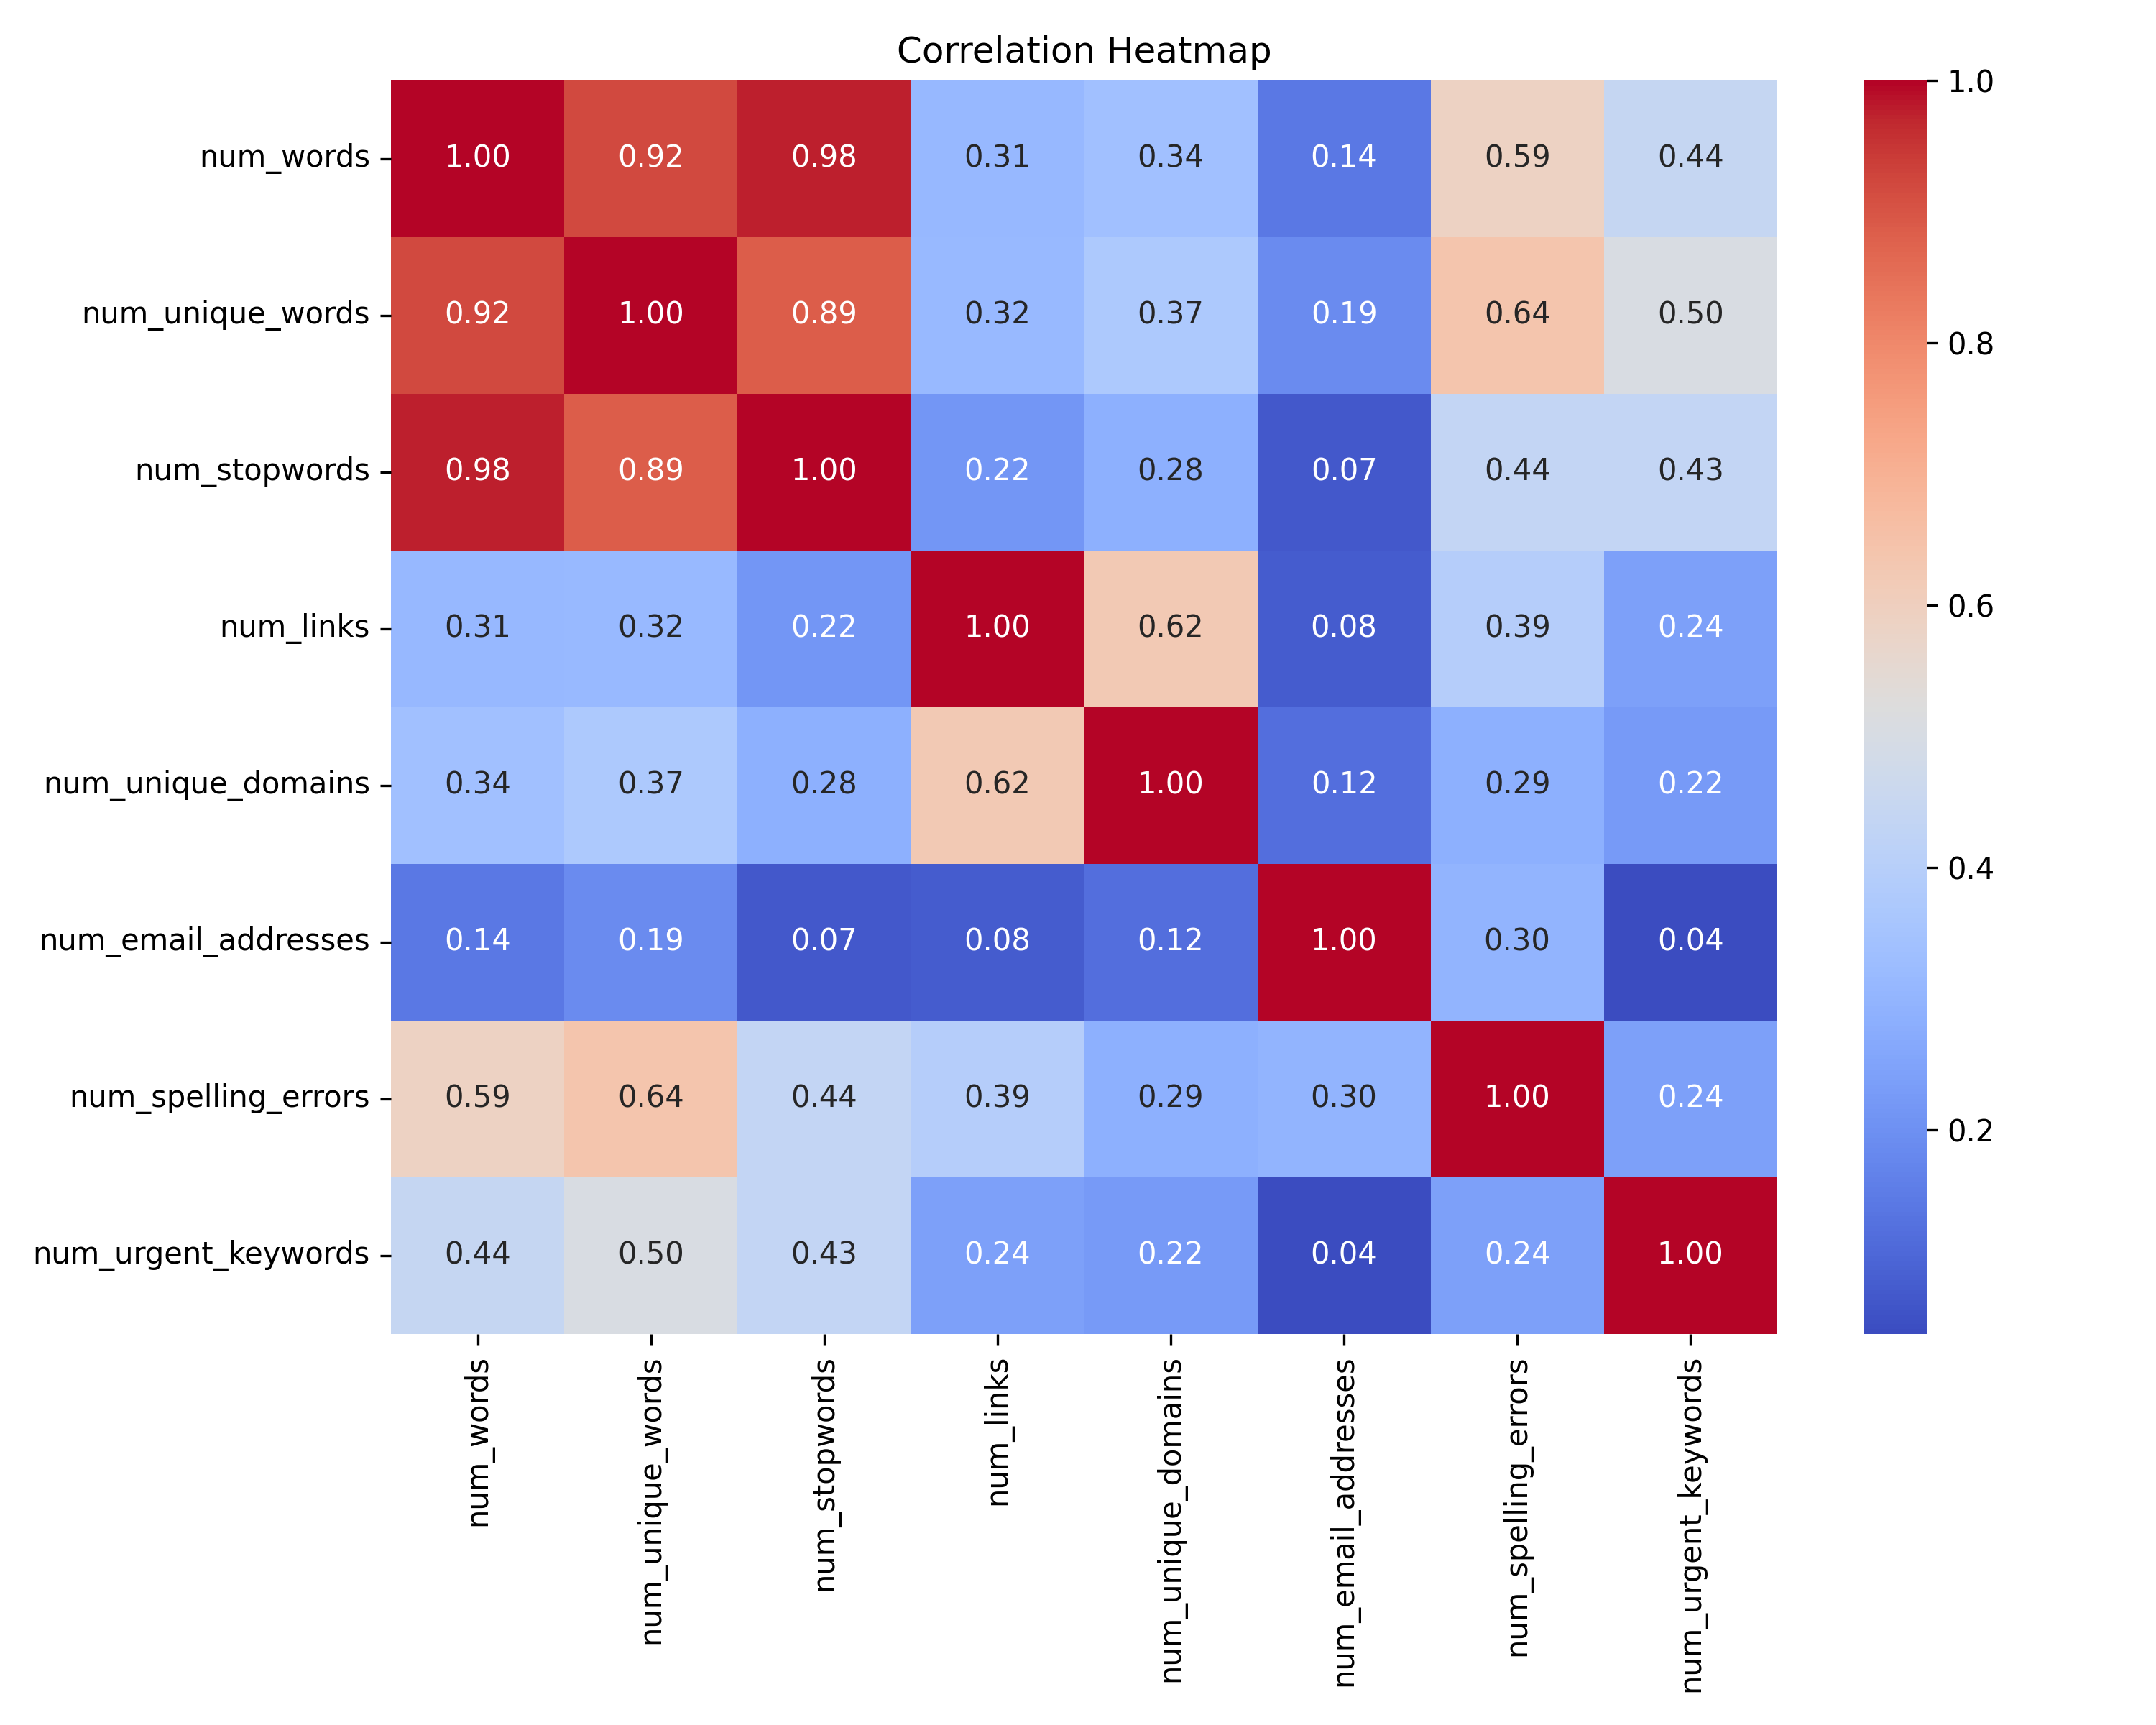 Correlation Heatmap
num_words 1.00 0.92 0.98 0.31 0.34 0.14 0.59 0.44
num_unique_words 0.92 1.00 0.89 0.32 0.37 0.19 0.64 0.50
num_stopwords 0.98 0.89 1.00 0.22 0.28 0.07 0.44 0.43
num_links 0.31 0.32 0.22 1.00 0.62 0.08 0.39 0.24
num_unique_domains 0.34 0.37 0.28 0.62 1.00 0.12 0.29 0.22
num_email_addresses 0.14 0.19 0.07 0.08 0.12 1.00 0.30 0.04
num_spelling_errors 0.59 0.64 0.44 0.39 0.29 0.30 1.00 0.24
num_urgent_keywords 0.44 0.50 0.43 0.24 0.22 0.04 0.24 1.00
num_words
num_unique_words
num_stopwords
num_links
num_unique_domains
num_email_addresses
num_spelling_errors
num_urgent_keywords
1.0
0.8
0.6
0.4
0.2